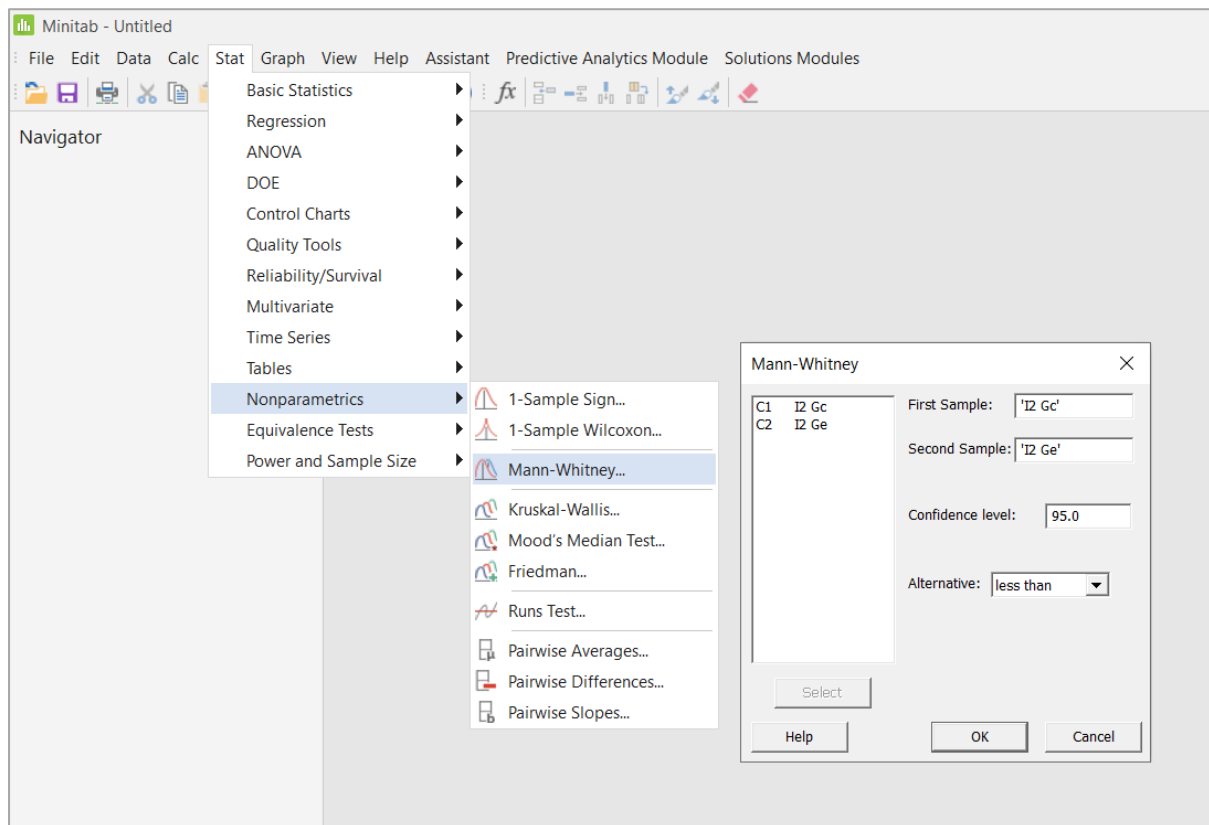 Minitab - Untitled
File Edit Data Calc Stat Graph View Help Assistant Predictive Analytics Module Solutions Modules
fx
Navigator
Basic Statistics
Regression
ANOVA
DOE
Control Charts
Quality Tools
Reliability/Survival
Multivariate
Time Series
Tables
Nonparametrics
Equivalence Tests
Power and Sample Size
1-Sample Sign...
1-Sample Wilcoxon...
Mann-Whitney...
Kruskal-Wallis...
Mood's Median Test...
Friedman...
Runs Test...
Pairwise Averages...
Pairwise Differences...
Pairwise Slopes...
Mann-Whitney
C1 I2 Gc
C2 I2 Ge
First Sample: 'I2 Gc'
Second Sample: 'I2 Ge'
Confidence level: 95.0
Alternative: less than
Select
Help OK Cancel